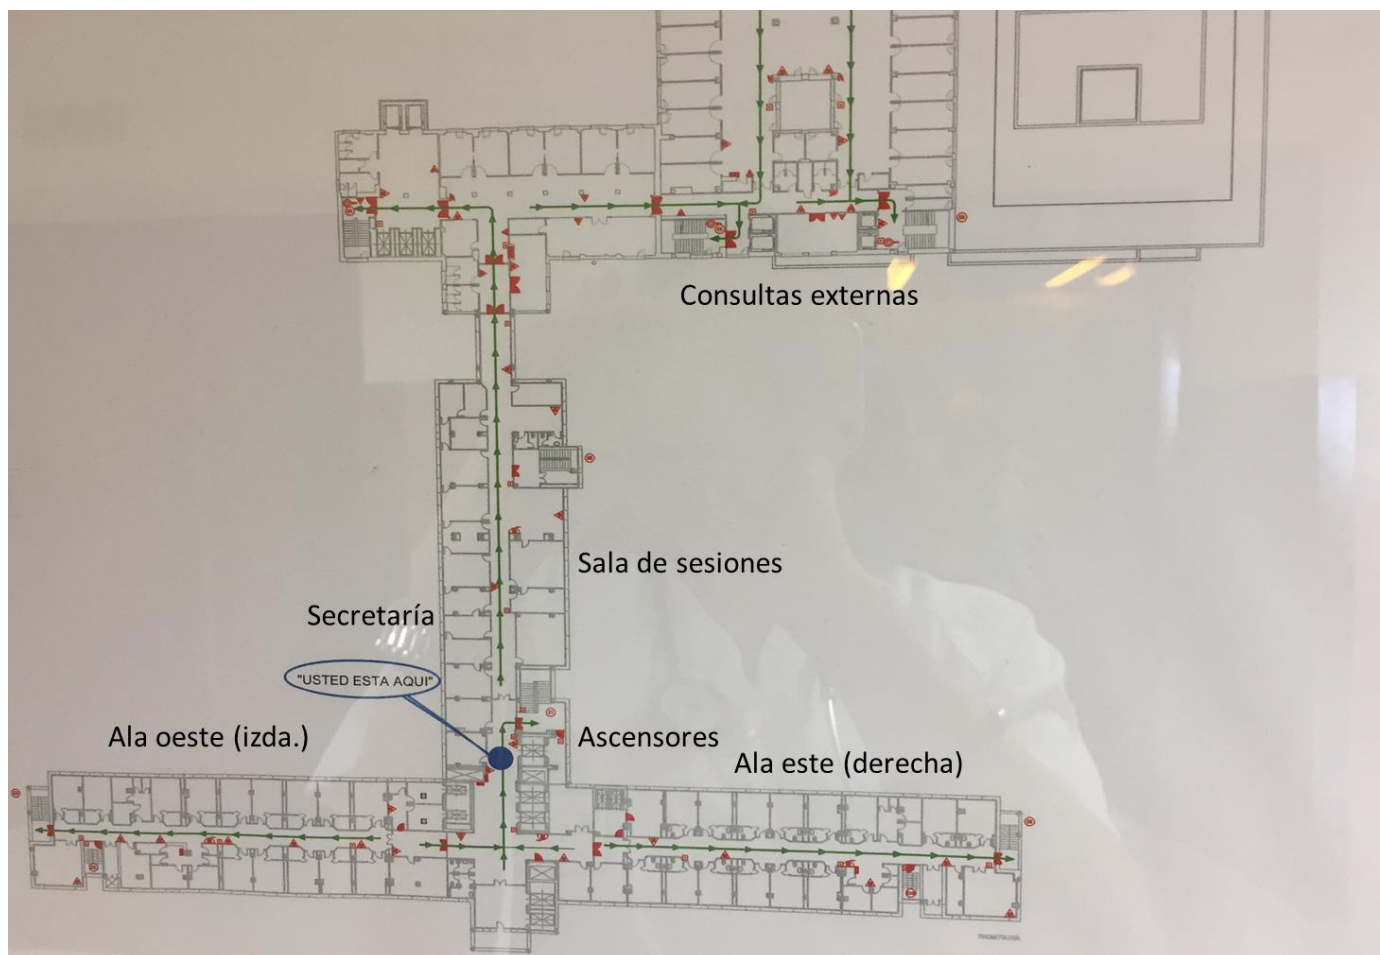 Consultas externas
Sala de sesiones
Secretaría
"USTED ESTA AQUI"
Ala oeste (izda.)
Ascensores
Ala este (derecha)